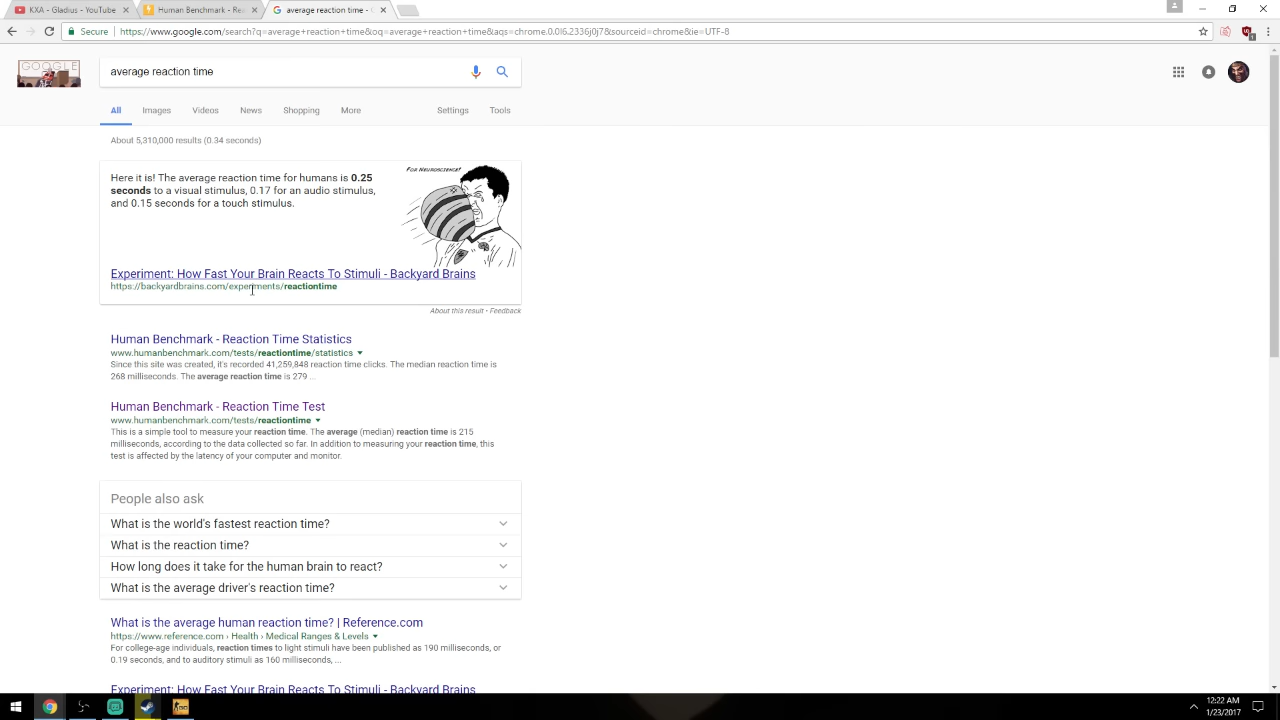 KXA - Gladius - YouTube
Human Benchmark - Rea
average reaction time - G
Secure https://www.google.com/search?q=average+reaction+time&oq=average+reaction+time&aqs=chrome.0.0l6.2336j0j7&sourceid=chrome&ie=UTF-8
GOOGLE
average reaction time
All Images Videos News Shopping More Settings Tools
About 5,310,000 results (0.34 seconds)
For Neuroscience!
Here it is! The average reaction time for humans is 0.25
seconds to a visual stimulus, 0.17 for an audio stimulus,
and 0.15 seconds for a touch stimulus.
Experiment: How Fast Your Brain Reacts To Stimuli - Backyard Brains
https://backyardbrains.com/experiments/reactiontime
About this result • Feedback
Human Benchmark - Reaction Time Statistics
www.humanbenchmark.com/tests/reactiontime/statistics
Since this site was created, it's recorded 41,259,848 reaction time clicks. The median reaction time is
268 milliseconds. The average reaction time is 279 ...
Human Benchmark - Reaction Time Test
www.humanbenchmark.com/tests/reactiontime
This is a simple tool to measure your reaction time. The average (median) reaction time is 215
milliseconds, according to the data collected so far. In addition to measuring your reaction time, this
test is affected by the latency of your computer and monitor.
People also ask
What is the world's fastest reaction time?
What is the reaction time?
How long does it take for the human brain to react?
What is the average driver's reaction time?
What is the average human reaction time? | Reference.com
https://www.reference.com › Health › Medical Ranges & Levels
For college-age individuals, reaction times to light stimuli have been published as 190 milliseconds, or
0.19 seconds, and to auditory stimuli as 160 milliseconds, ...
Experiment: How Fast Your Brain Reacts To Stimuli - Backyard Brains
12:22 AM
1/23/2017